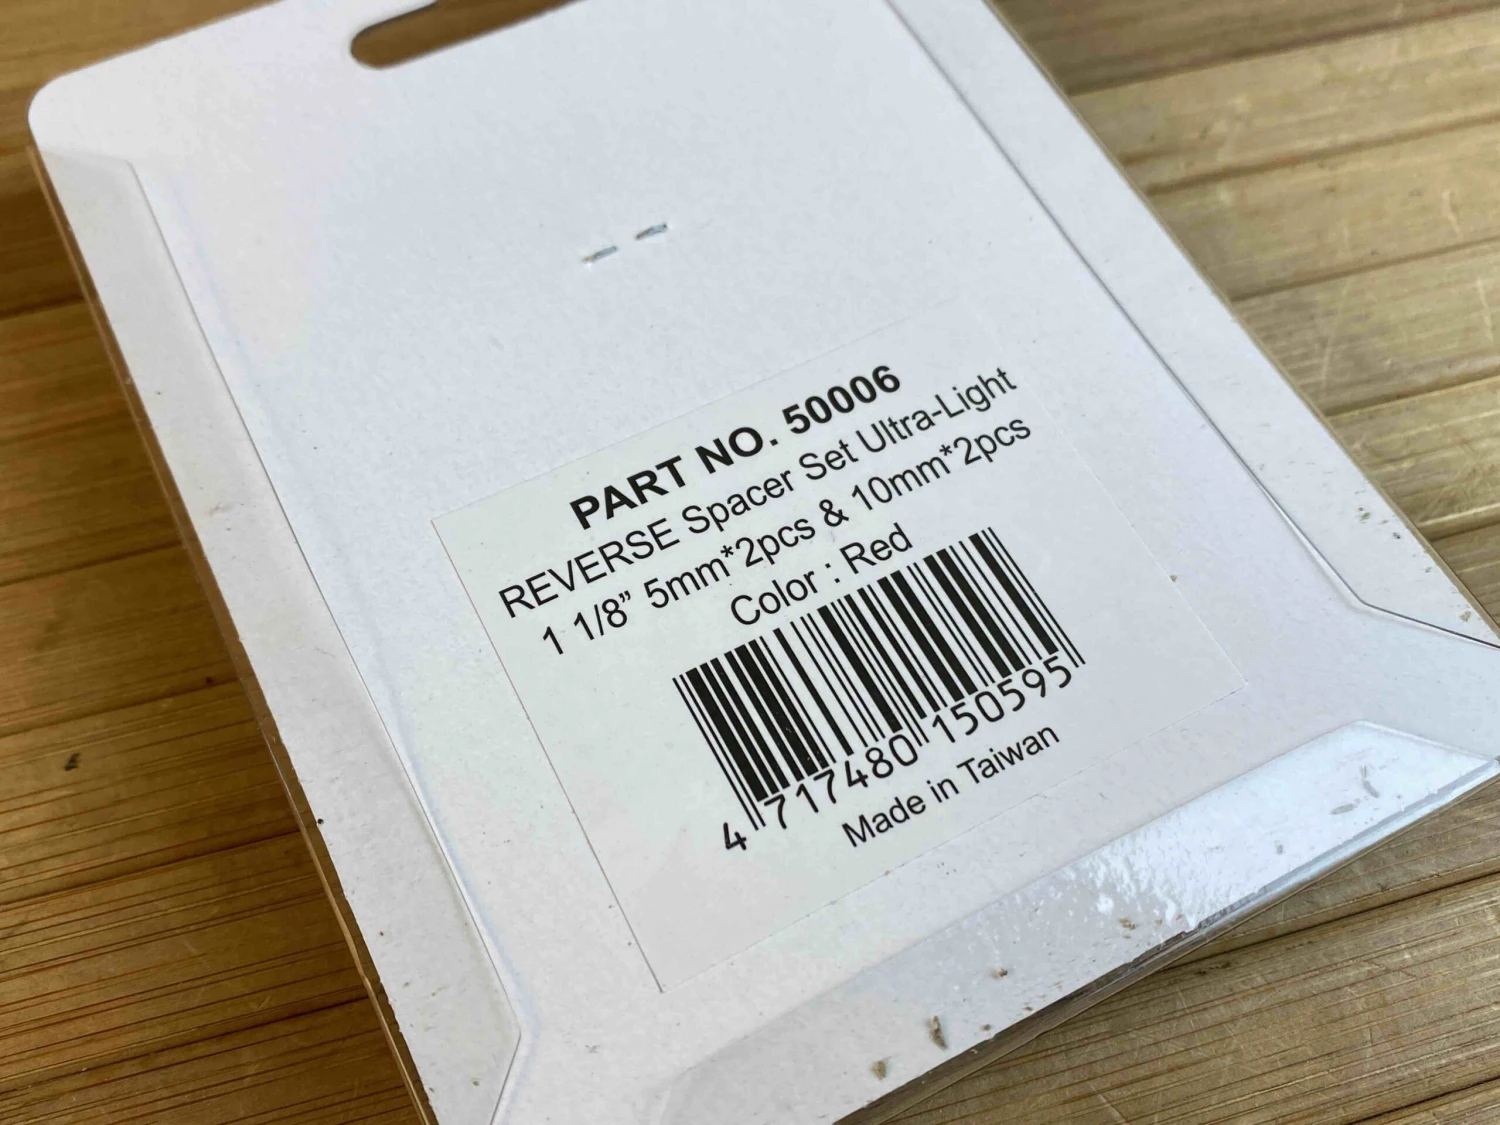 PART NO. 50006
REVERSE Spacer Set Ultra-Light
1 1/8” 5mm*2pcs & 10mm*2pcs
Color : Red
4 717480 150595
Made in Taiwan